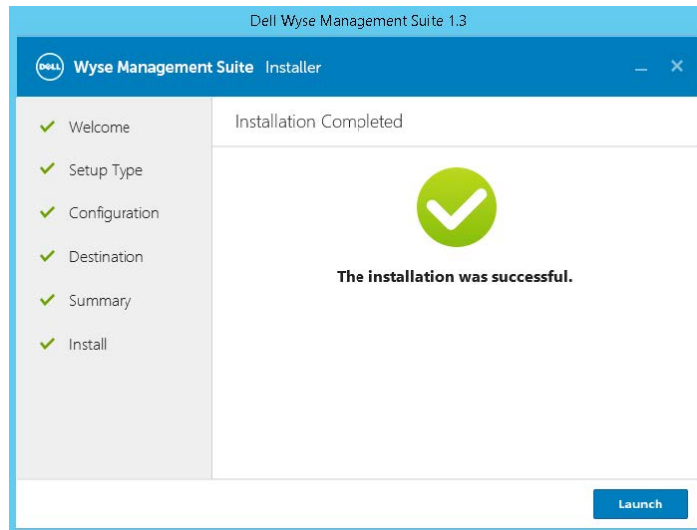 Dell Wyse Management Suite 1.3
DELL Wyse Management Suite Installer
Welcome
Installation Completed
Setup Type
Configuration
Destination
The installation was successful.
Summary
Install
Launch